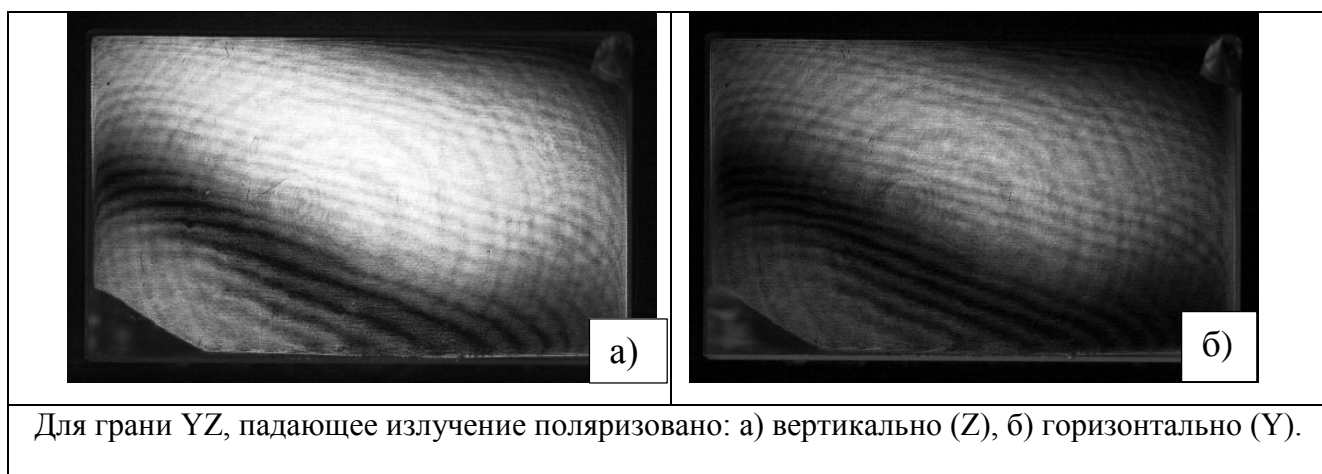 а)
б)
Для грани YZ, падающее излучение поляризовано: а) вертикально (Z), б) горизонтально (Y).